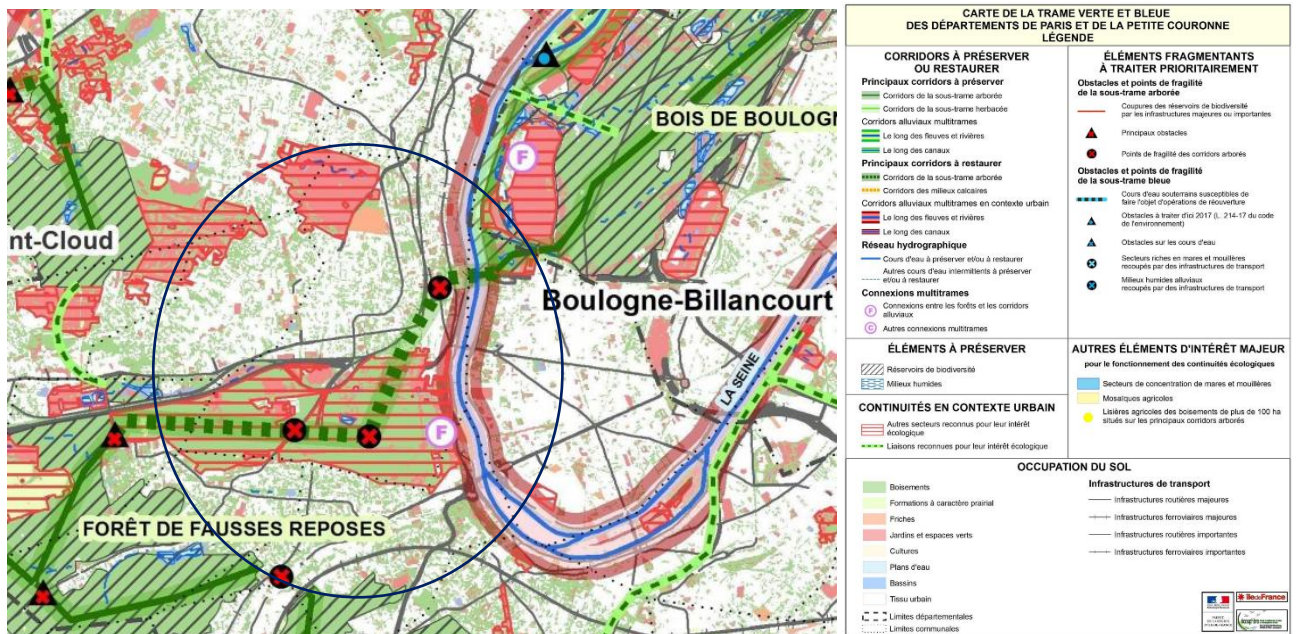 BOIS DE BOULOGN
F
nt-Cloud
Boulogne-Billancourt
LA SEINE
F
FORÊT DE FAUSSES REPOSES
CARTE DE LA TRAME VERTE ET BLEUE
DES DÉPARTEMENTS DE PARIS ET DE LA PETITE COURONNE
LÉGENDE
CORRIDORS À PRÉSERVER
OU RESTAURER
Principaux corridors à préserver
Corridors de la sous-trame arborée
Corridors de la sous-trame herbacée
Corridors alluviaux multitrames
Le long des fleuves et rivières
Le long des canaux
Principaux corridors à restaurer
Corridors de la sous-trame arborée
Corridors des milieux calcaires
Corridors alluviaux multitrames en contexte urbain
Le long des fleuves et rivières
Le long des canaux
Réseau hydrographique
Cours d'eau à préserver et/ou à restaurer
Autres cours d'eau intermittents à préserver
et/ou à restaurer
Connexions multitrames
F
Connexions entre les forêts et les corridors
alluviaux
C
Autres connexions multitrames
ÉLÉMENTS FRAGMENTANTS
À TRAITER PRIORITAIREMENT
Obstacles et points de fragilité
de la sous-trame arborée
Coupures des réservoirs de biodiversité
par les infrastructures majeures ou importantes
Principaux obstacles
Points de fragilité des corridors arborés
Obstacles et points de fragilité
de la sous-trame bleue
Cours d'eau souterrains susceptibles de
faire l'objet d'opérations de réouverture
Obstacles à traiter d'ici 2017 (L. 214-17 du code
de l'environnement)
Obstacles sur les cours d'eau
Secteurs riches en mares et mouillères
recoupés par des infrastructures de transport
Milieux humides alluviaux
recoupés par des infrastructures de transport
ÉLÉMENTS À PRÉSERVER
Réservoirs de biodiversité
Milieux humides
CONTINUITÉS EN CONTEXTE URBAIN
Autres secteurs reconnus pour leur intérêt
écologique
Liaisons reconnues pour leur intérêt écologique
AUTRES ÉLÉMENTS D'INTÉRÊT MAJEUR
pour le fonctionnement des continuités écologiques
Secteurs de concentration de mares et mouillères
Mosaïques agricoles
Lisières agricoles des boisements de plus de 100 ha
situés sur les principaux corridors arborés
OCCUPATION DU SOL
Boisements
Formations à caractère prairial
Friches
Jardins et espaces verts
Cultures
Plans d'eau
Bassins
Tissu urbain
Limites départementales
Limites communales
Infrastructures de transport
Infrastructures routières majeures
Infrastructures ferroviaires majeures
Infrastructures routières importantes
Infrastructures ferroviaires importantes
îledeFrance